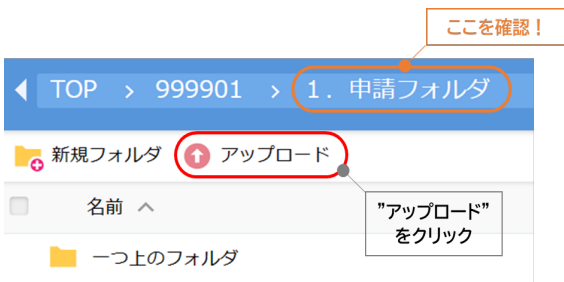 ここを確認！
TOP > 999901 > 1．申請フォルダ
新規フォルダ アップロード
名前
”アップロード”
をクリック
一つ上のフォルダ